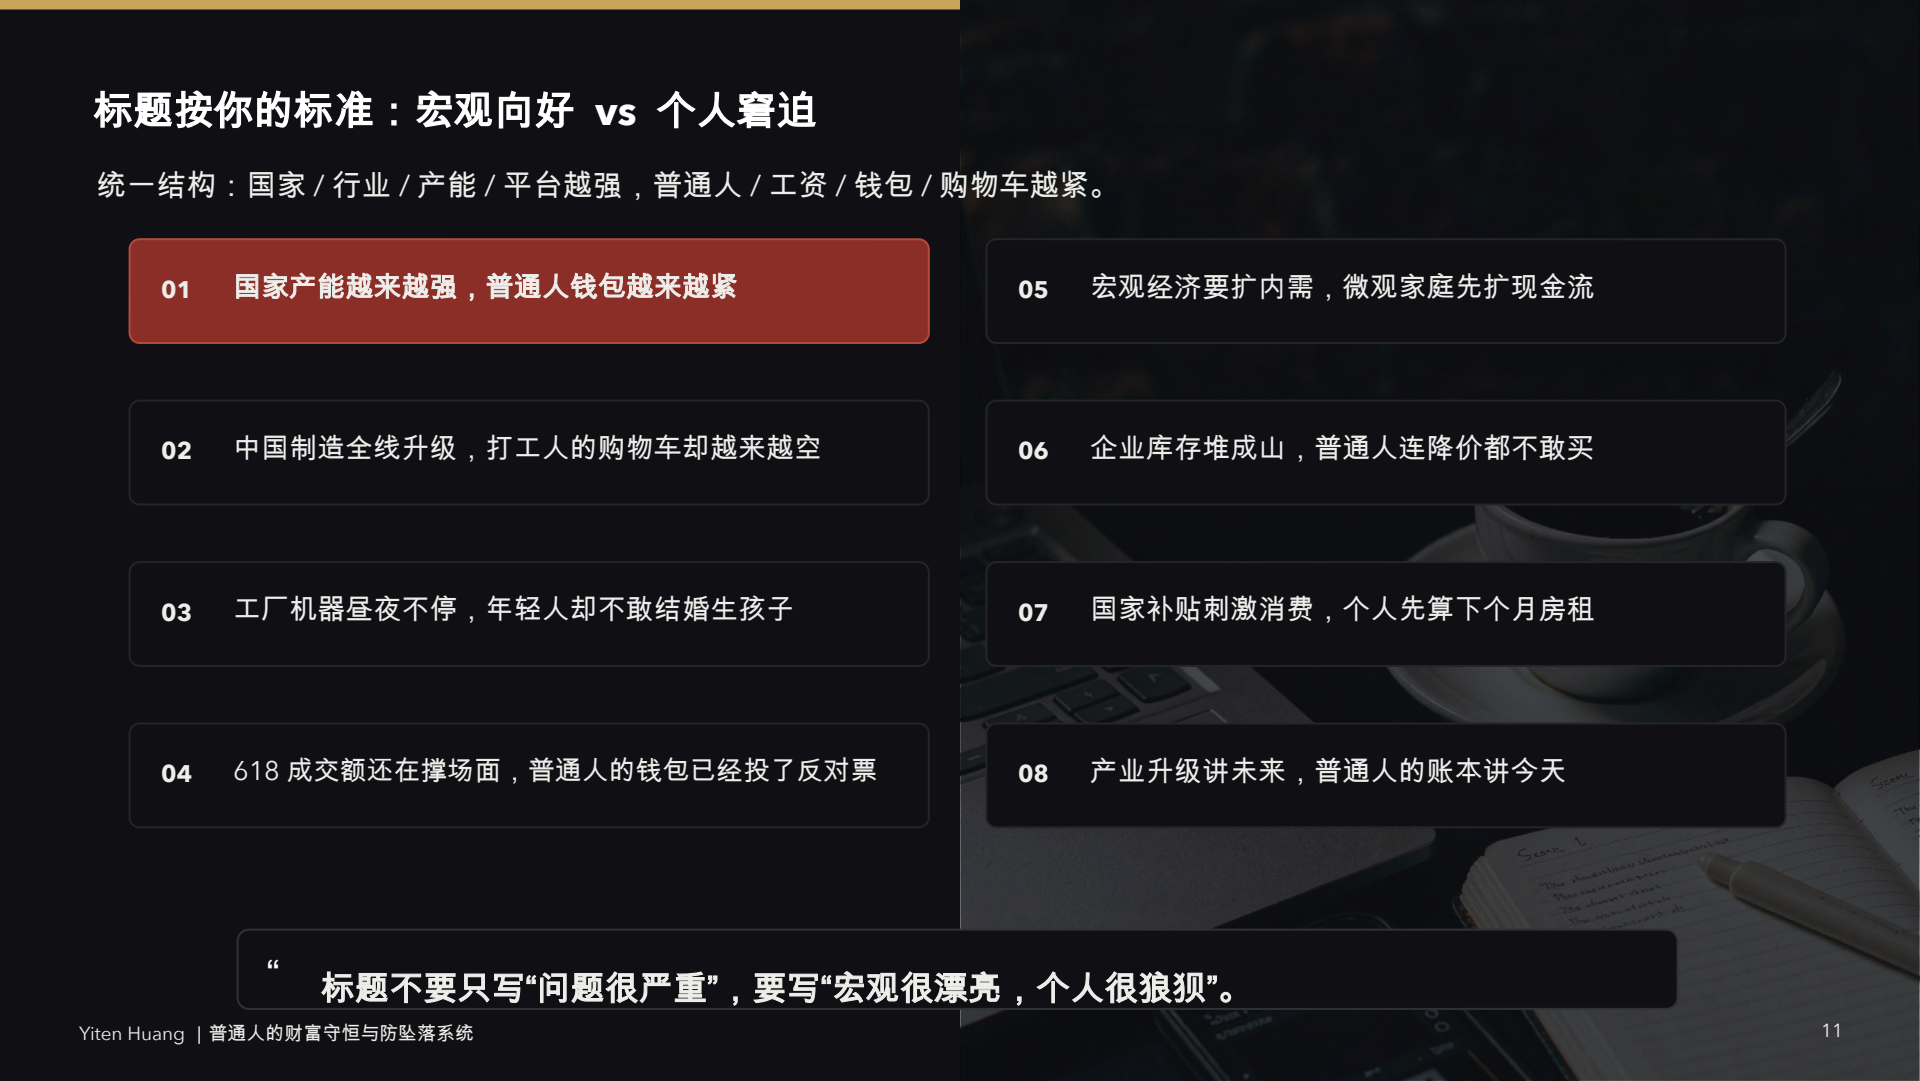 标题按你的标准：宏观向好 vs 个人窘迫
统一结构：国家 / 行业 / 产能 / 平台越强，普通人 / 工资 / 钱包 / 购物车越紧。
01 国家产能越来越强，普通人钱包越来越紧
02 中国制造全线升级，打工人的购物车却越来越空
03 工厂机器昼夜不停，年轻人却不敢结婚生孩子
04 618 成交额还在撑场面，普通人的钱包已经投了反对票
05 宏观经济要扩内需，微观家庭先扩现金流
06 企业库存堆成山，普通人连降价都不敢买
07 国家补贴刺激消费，个人先算下个月房租
08 产业升级讲未来，普通人的账本讲今天
“ 标题不要只写“问题很严重”，要写“宏观很漂亮，个人很狼狈”。
Yiten Huang | 普通人的财富守恒与防坠落系统
11